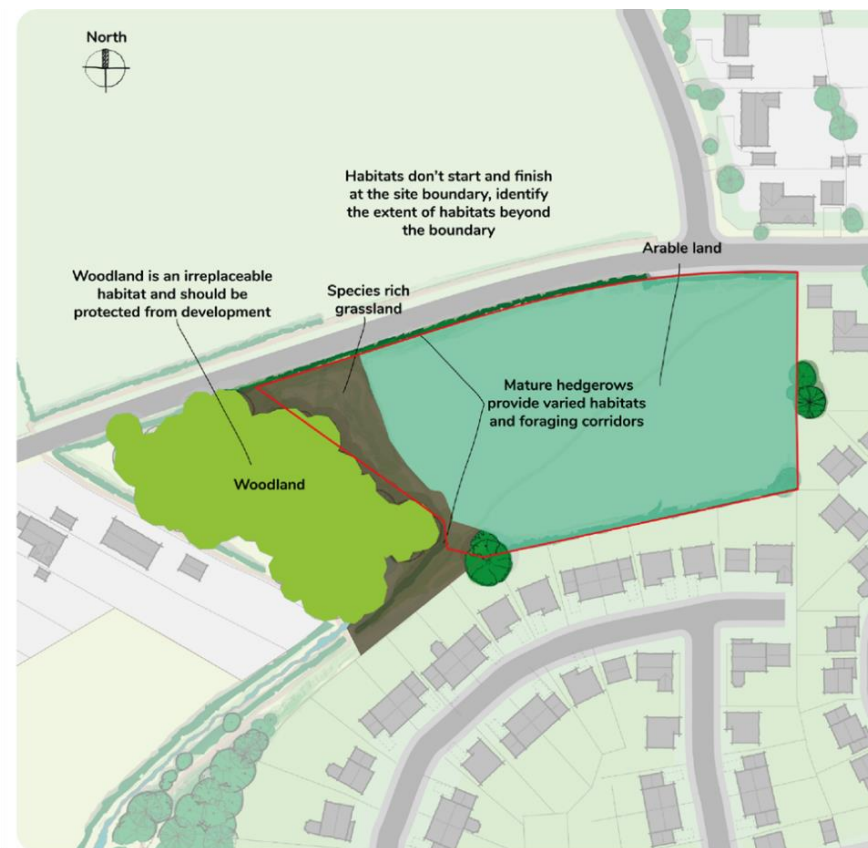 North
Habitats don't start and finish
at the site boundary, identify
the extent of habitats beyond
the boundary
Arable land
Woodland is an irreplaceable
habitat and should be
protected from development
Species rich
grassland
Mature hedgerows
provide varied habitats
and foraging corridors
Woodland